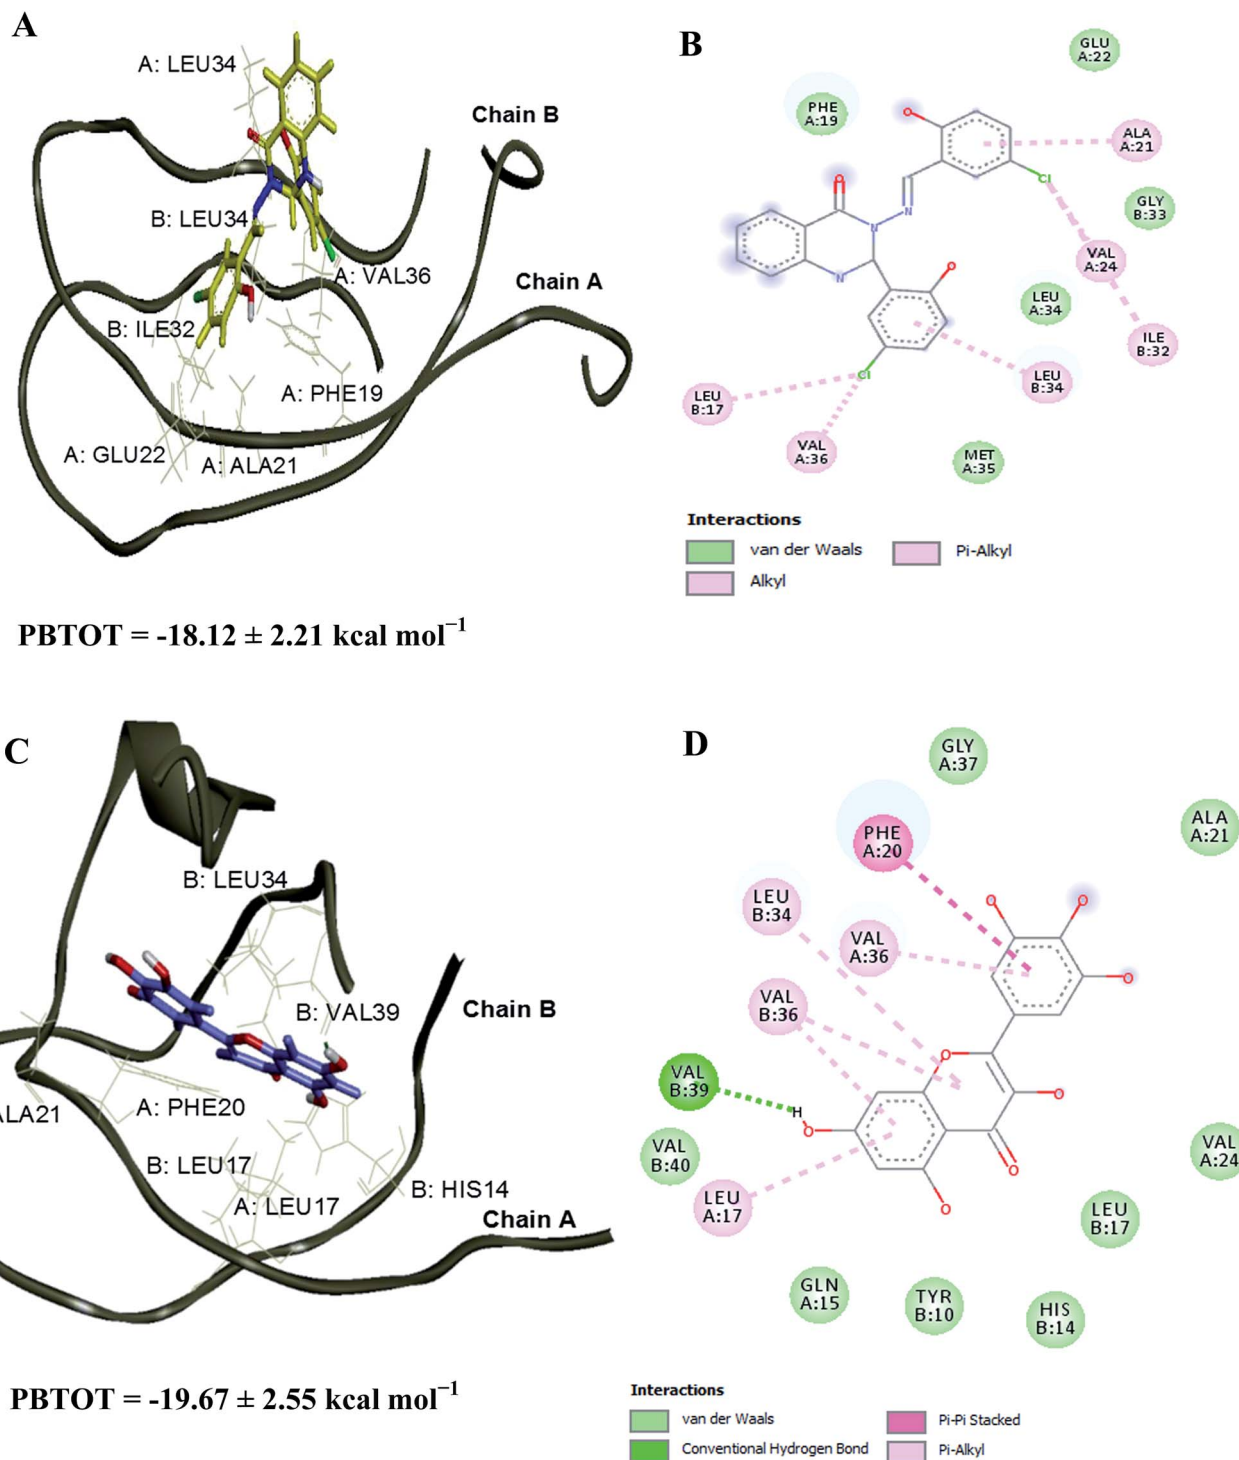 A
A: LEU34
Chain B
B: LEU34
A: VAL36
Chain A
B: ILE32
A: PHE19
A: GLU22
A: ALA21
PBTOT = -18.12 ± 2.21 kcal mol⁻¹
B
GLU
A:22
PHE
A:19
O
ALA
A:21
Cl
O
N
GLY
B:33
N
VAL
A:24
O
N
LEU
A:34
ILE
B:32
Cl
LEU
B:34
LEU
B:17
VAL
A:36
MET
A:35
Interactions
van der Waals
Pi-Alkyl
Alkyl
C
B: LEU34
Chain B
B: VAL39
ALA21
A: PHE20
B: LEU17
A: LEU17
B: HIS14
Chain A
PBTOT = -19.67 ± 2.55 kcal mol⁻¹
D
GLY
A:37
PHE
A:20
ALA
A:21
LEU
B:34
O
O
VAL
A:36
O
VAL
B:36
O
VAL
B:39
O
H
O
VAL
B:40
O
VAL
A:24
LEU
A:17
O
LEU
B:17
GLN
A:15
TYR
B:10
HIS
B:14
Interactions
van der Waals
Pi-Pi Stacked
Conventional Hydrogen Bond
Pi-Alkyl